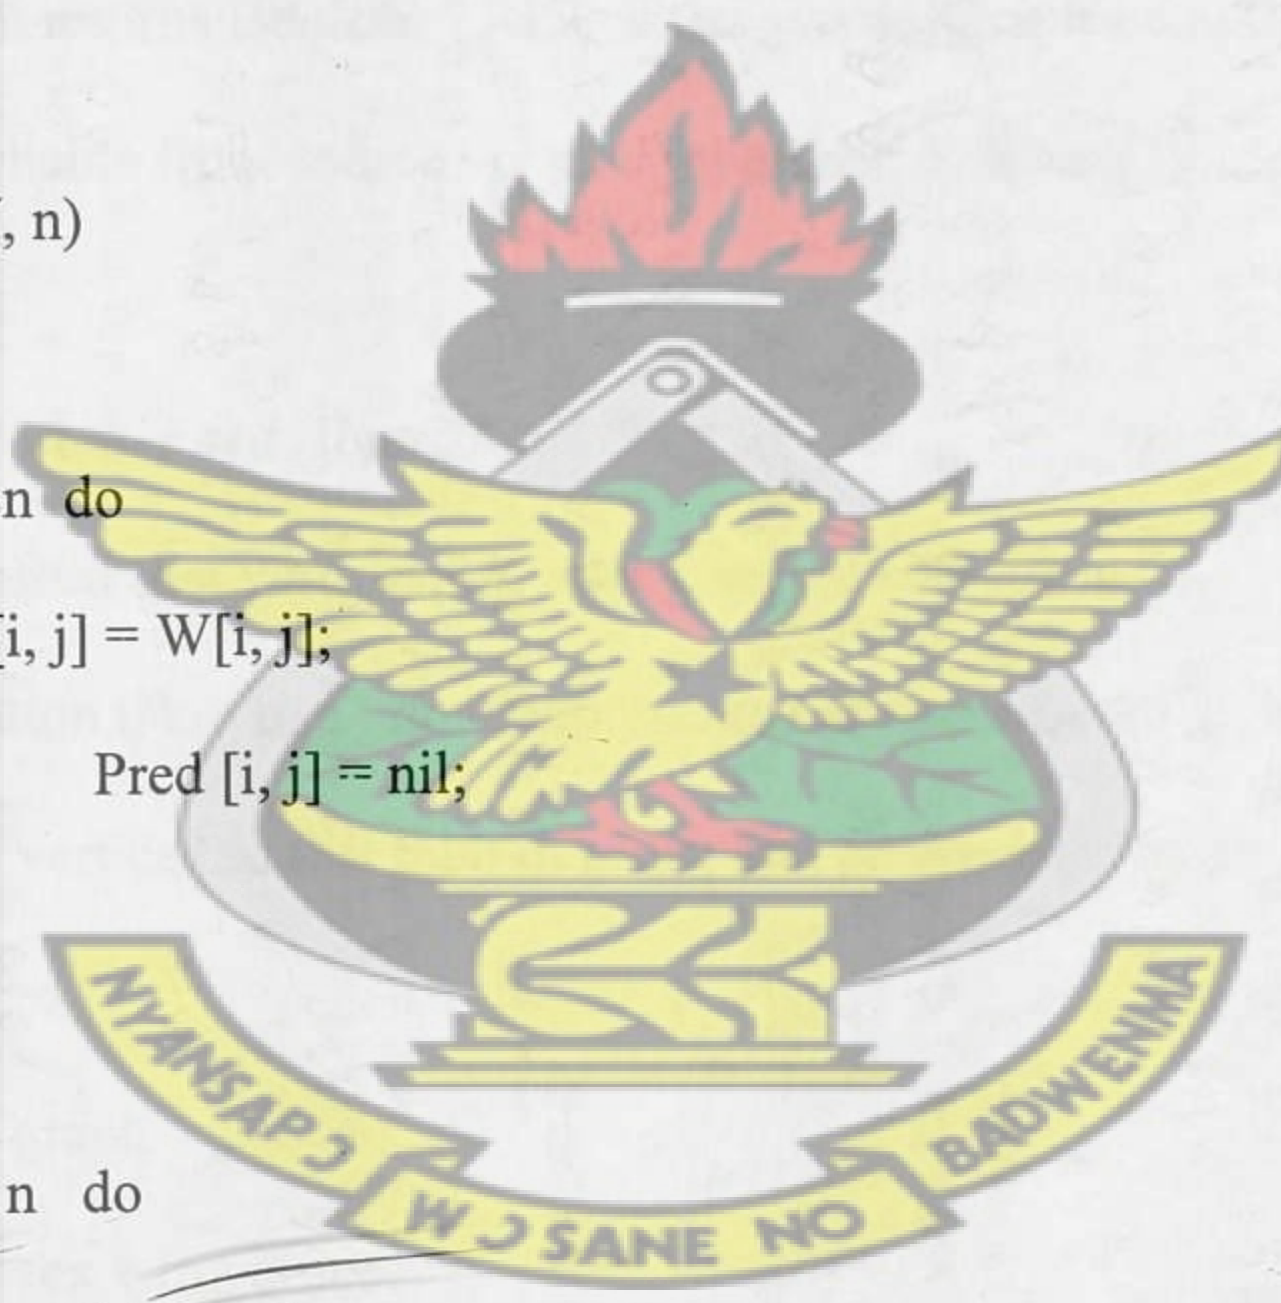 , n)
n do
i, j] = W[i, j];
Pred [i, j] = nil;
n do
NYANSAPƆ
WƆSANE NO
BADWENMA